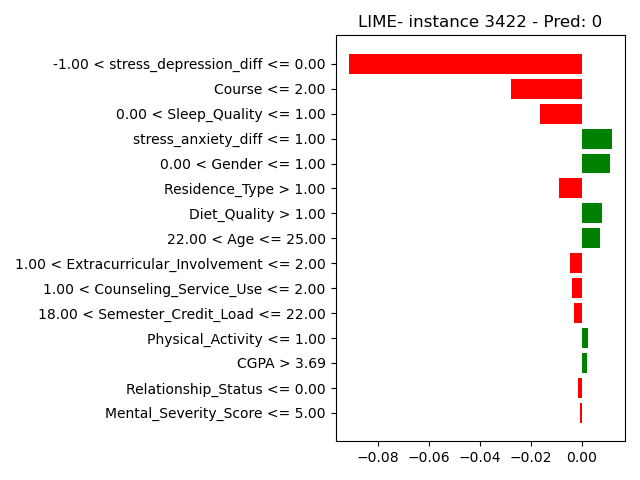 LIME- instance 3422 - Pred: 0
-1.00 < stress_depression_diff <= 0.00
Course <= 2.00
0.00 < Sleep_Quality <= 1.00
stress_anxiety_diff <= 1.00
0.00 < Gender <= 1.00
Residence_Type > 1.00
Diet_Quality > 1.00
22.00 < Age <= 25.00
1.00 < Extracurricular_Involvement <= 2.00
1.00 < Counseling_Service_Use <= 2.00
18.00 < Semester_Credit_Load <= 22.00
Physical_Activity <= 1.00
CGPA > 3.69
Relationship_Status <= 0.00
Mental_Severity_Score <= 5.00
−0.08 −0.06 −0.04 −0.02 0.00